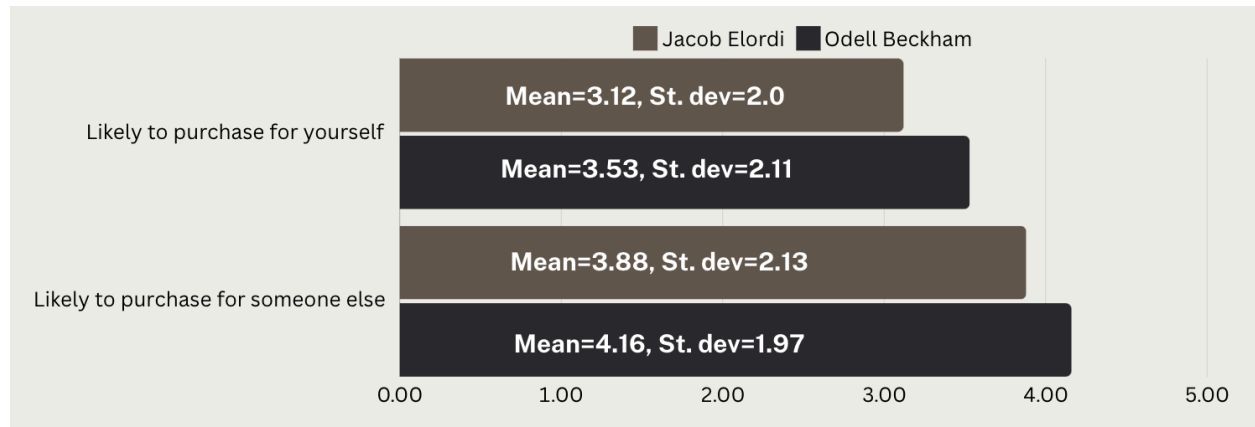 Jacob Elordi Odell Beckham
Mean=3.12, St. dev=2.0
Likely to purchase for yourself
Mean=3.53, St. dev=2.11
Mean=3.88, St. dev=2.13
Likely to purchase for someone else
Mean=4.16, St. dev=1.97
0.00 1.00 2.00 3.00 4.00 5.00